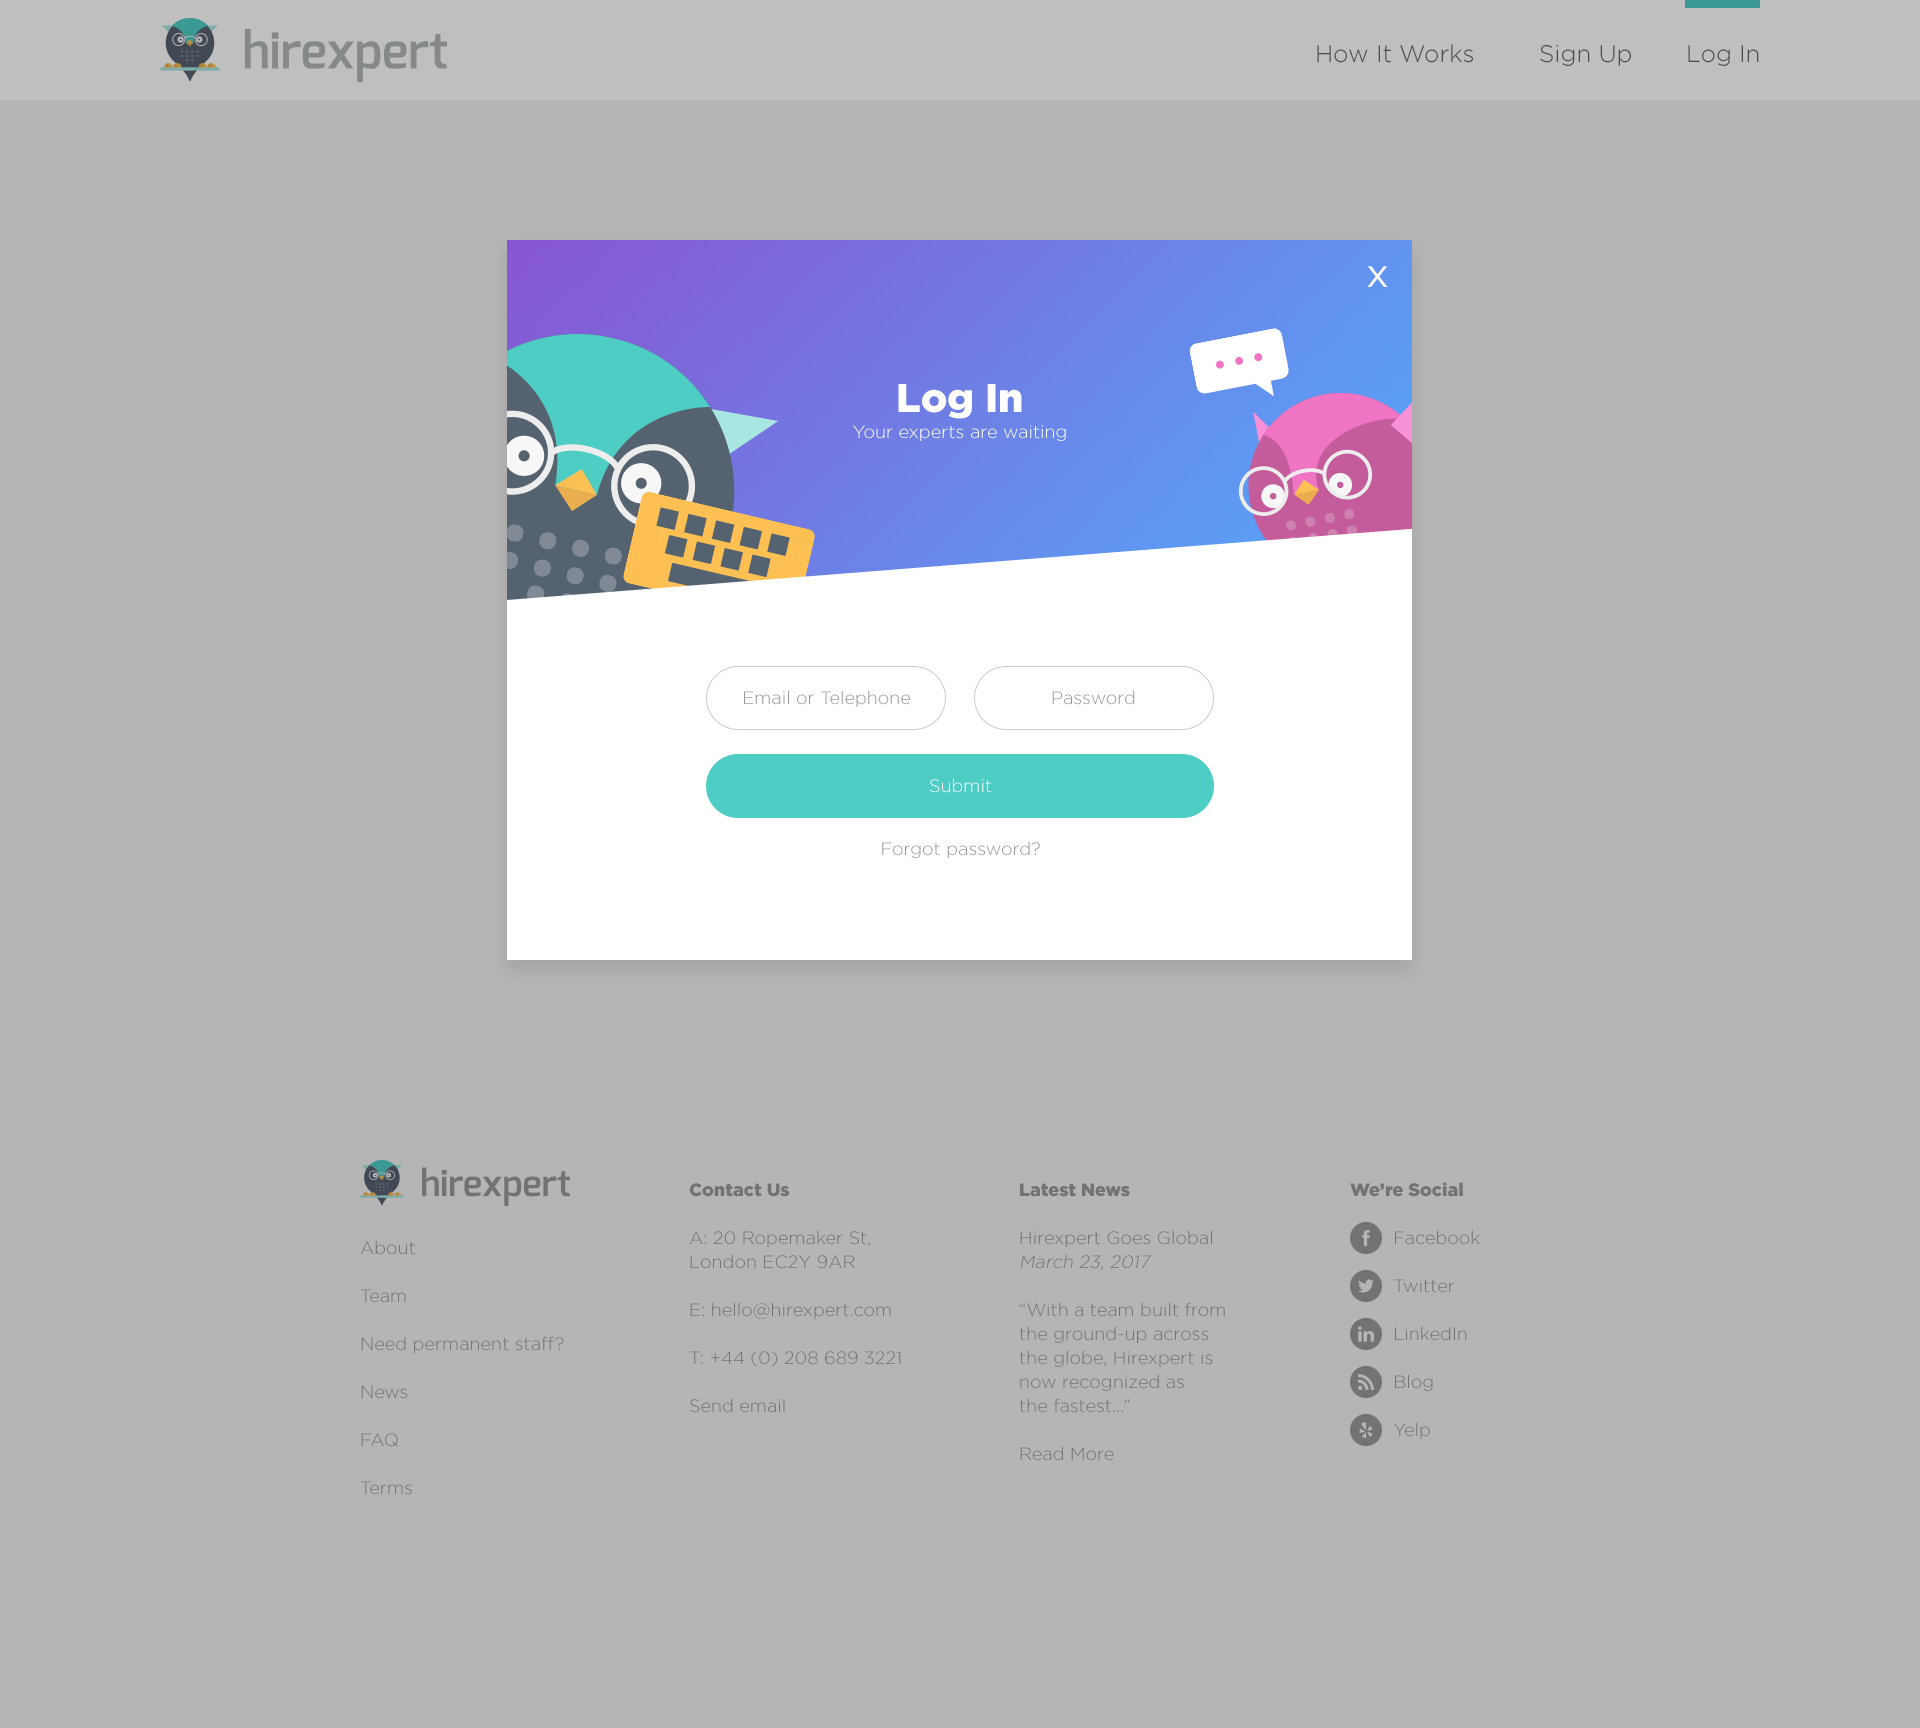 hirexpert
How It Works
Sign Up
Log In
X
Log In
Your experts are waiting
Email or Telephone
Password
Submit
Forgot password?
hirexpert
About
Team
Need permanent staff?
News
FAQ
Terms
Contact Us
A: 20 Ropemaker St,
London EC2Y 9AR
E: hello@hirexpert.com
T: +44 (0) 208 689 3221
Send email
Latest News
Hirexpert Goes Global
March 23, 2017
“With a team built from
the ground-up across
the globe, Hirexpert is
now recognized as
the fastest...”
Read More
We’re Social
Facebook
Twitter
LinkedIn
Blog
Yelp